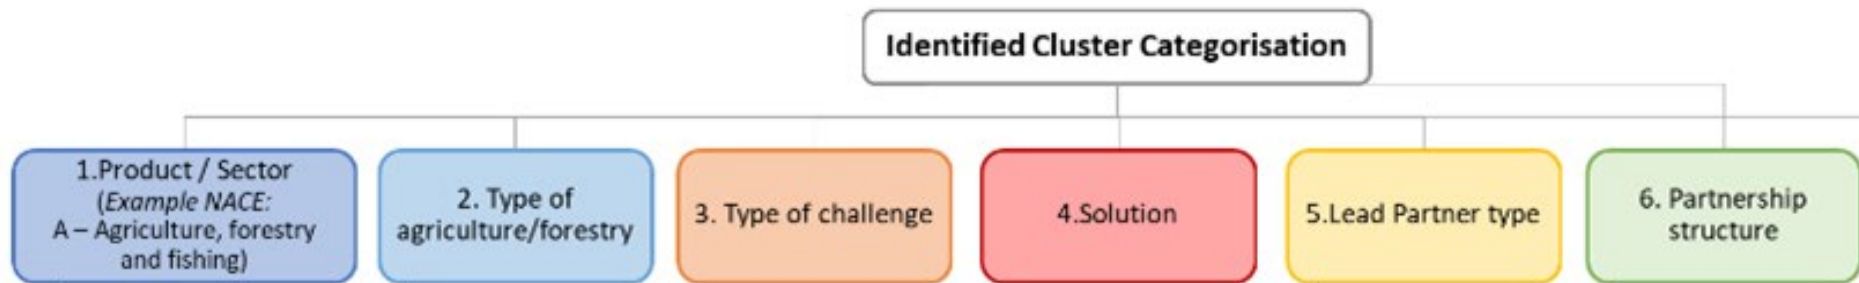 Identified Cluster Categorisation
1.Product / Sector
(Example NACE:
A – Agriculture, forestry
and fishing)
2. Type of
agriculture/forestry
3. Type of challenge
4.Solution
5.Lead Partner type
6. Partnership
structure